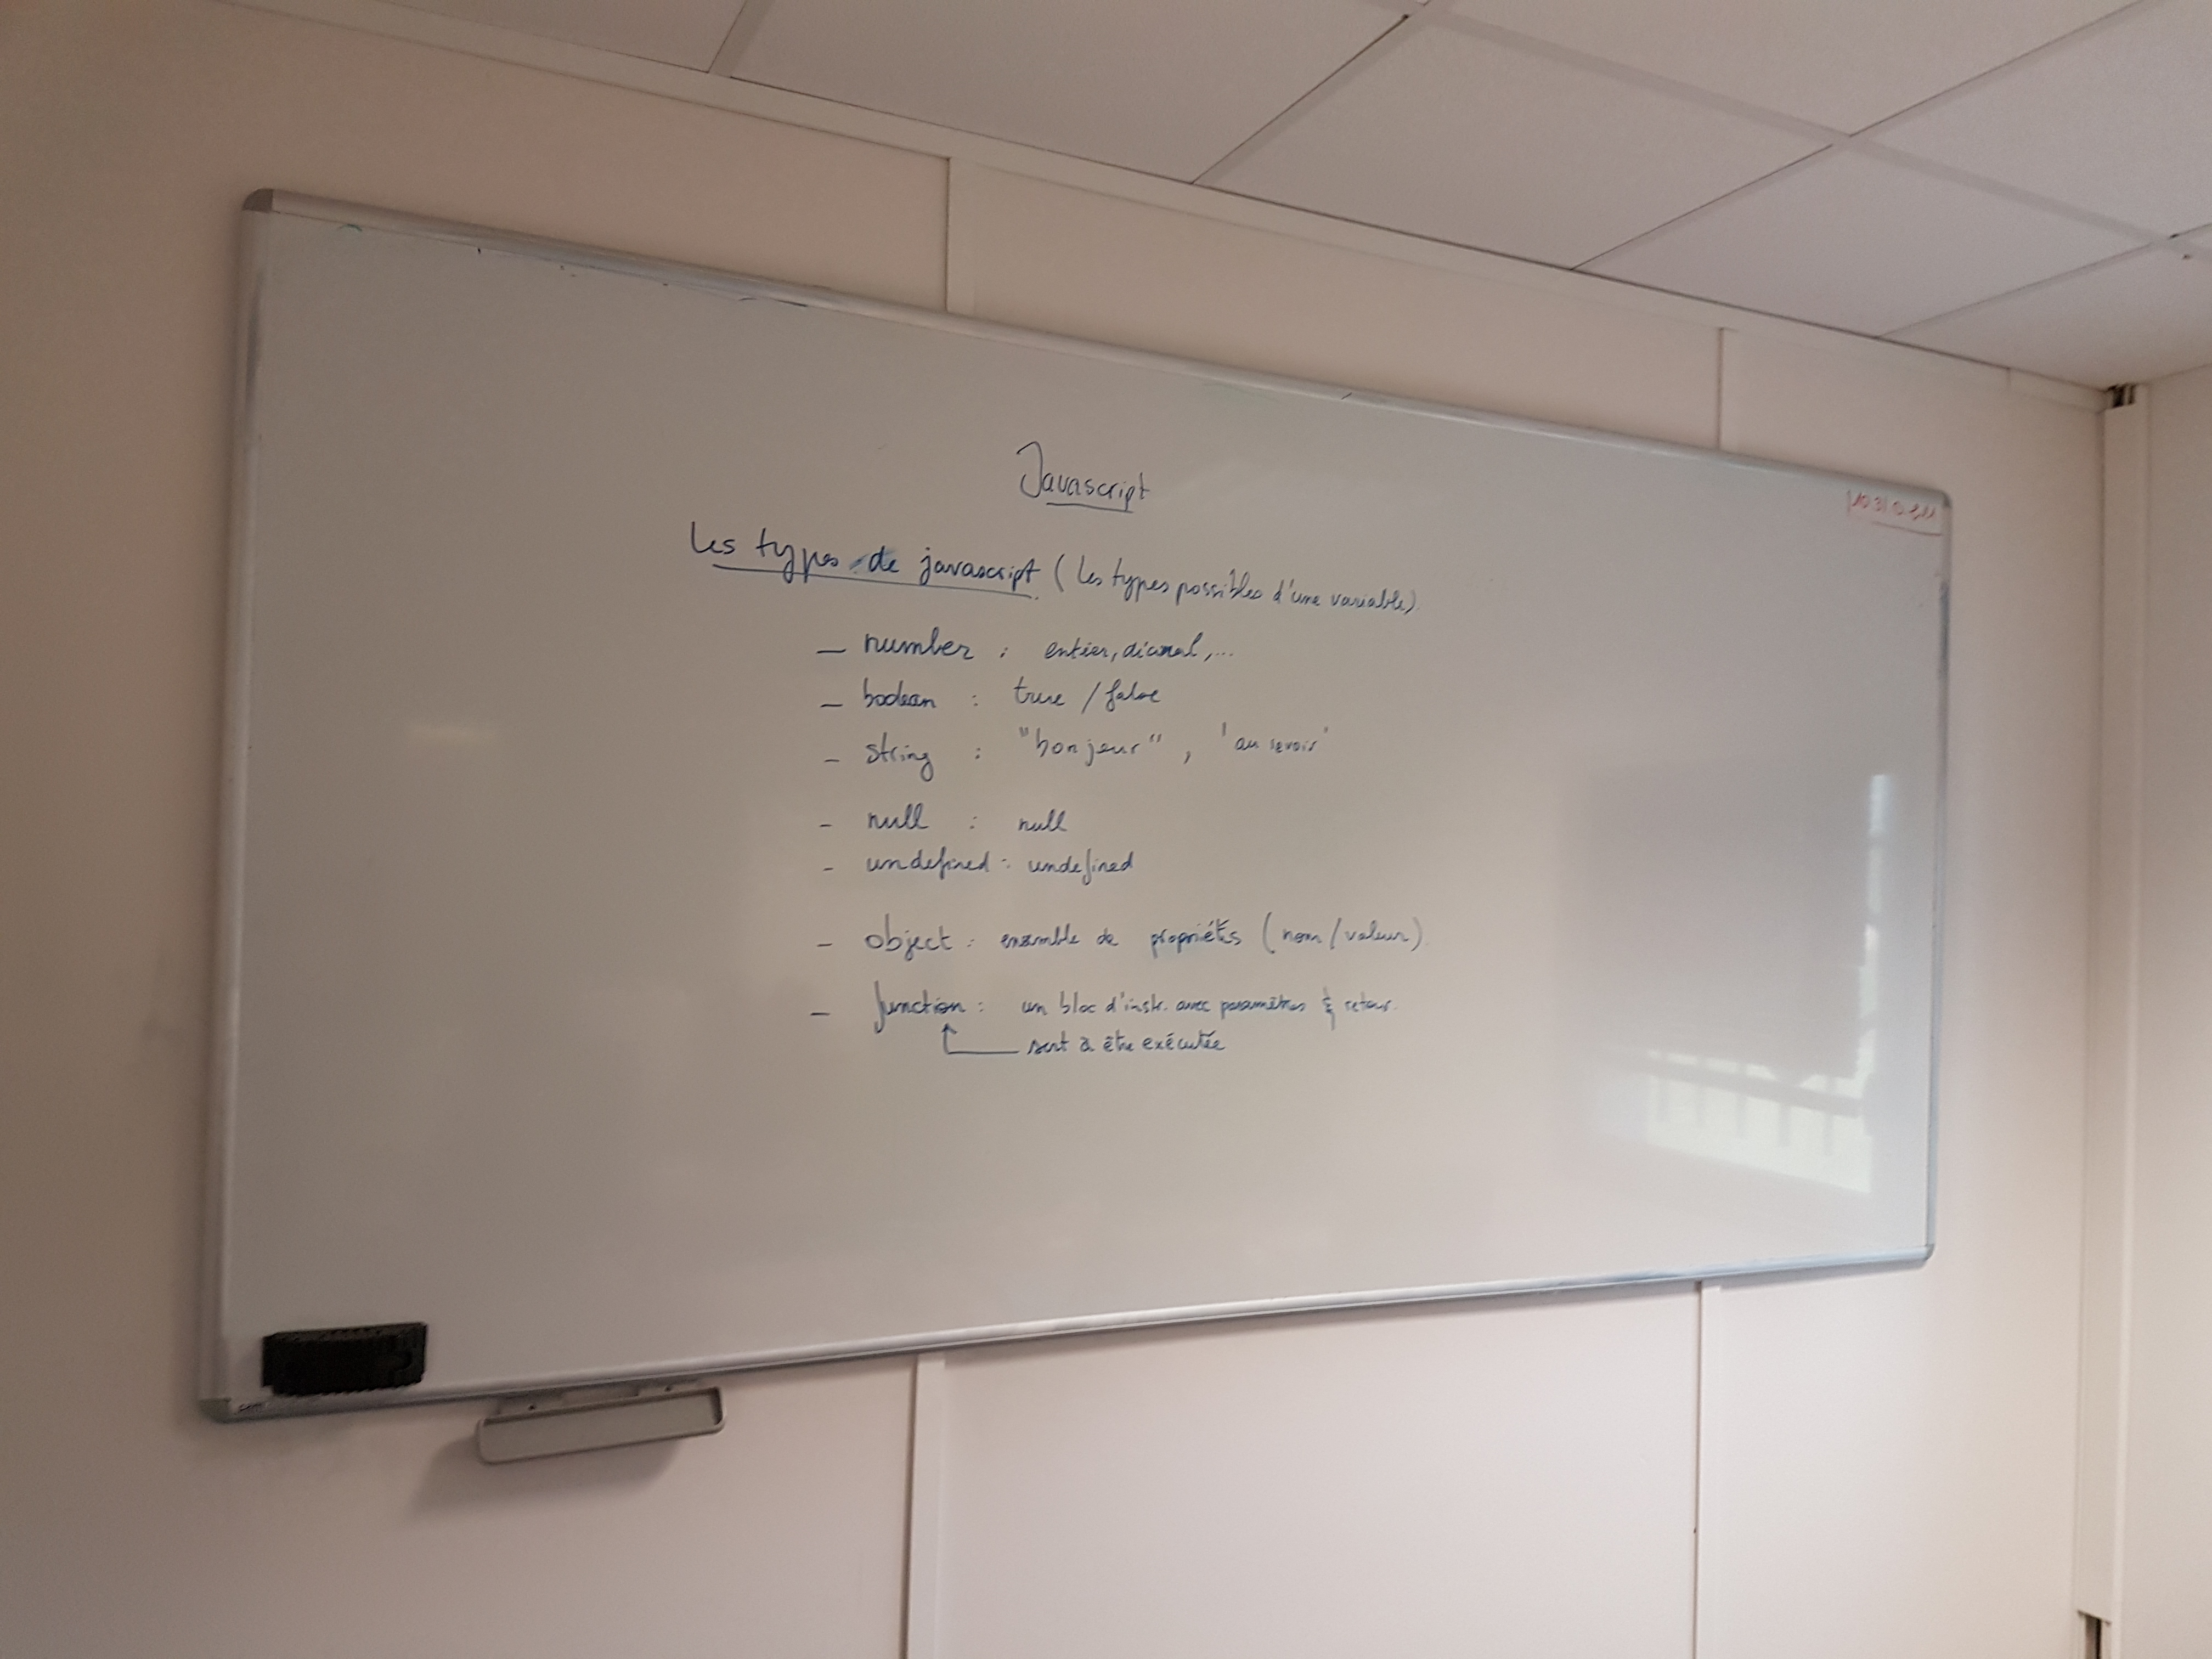 Javascript
Les types de javascript (les types possibles d'une variable)
- number : entier, décimal, ...
- boolean : true / false
- string : "bonjour", 'au revoir'
- null : null
- undefined : undefined
- object : ensemble de propriétés (nom/valeur)
- function : un bloc d'instr. avec paramètres & retour.
sert à être exécutée